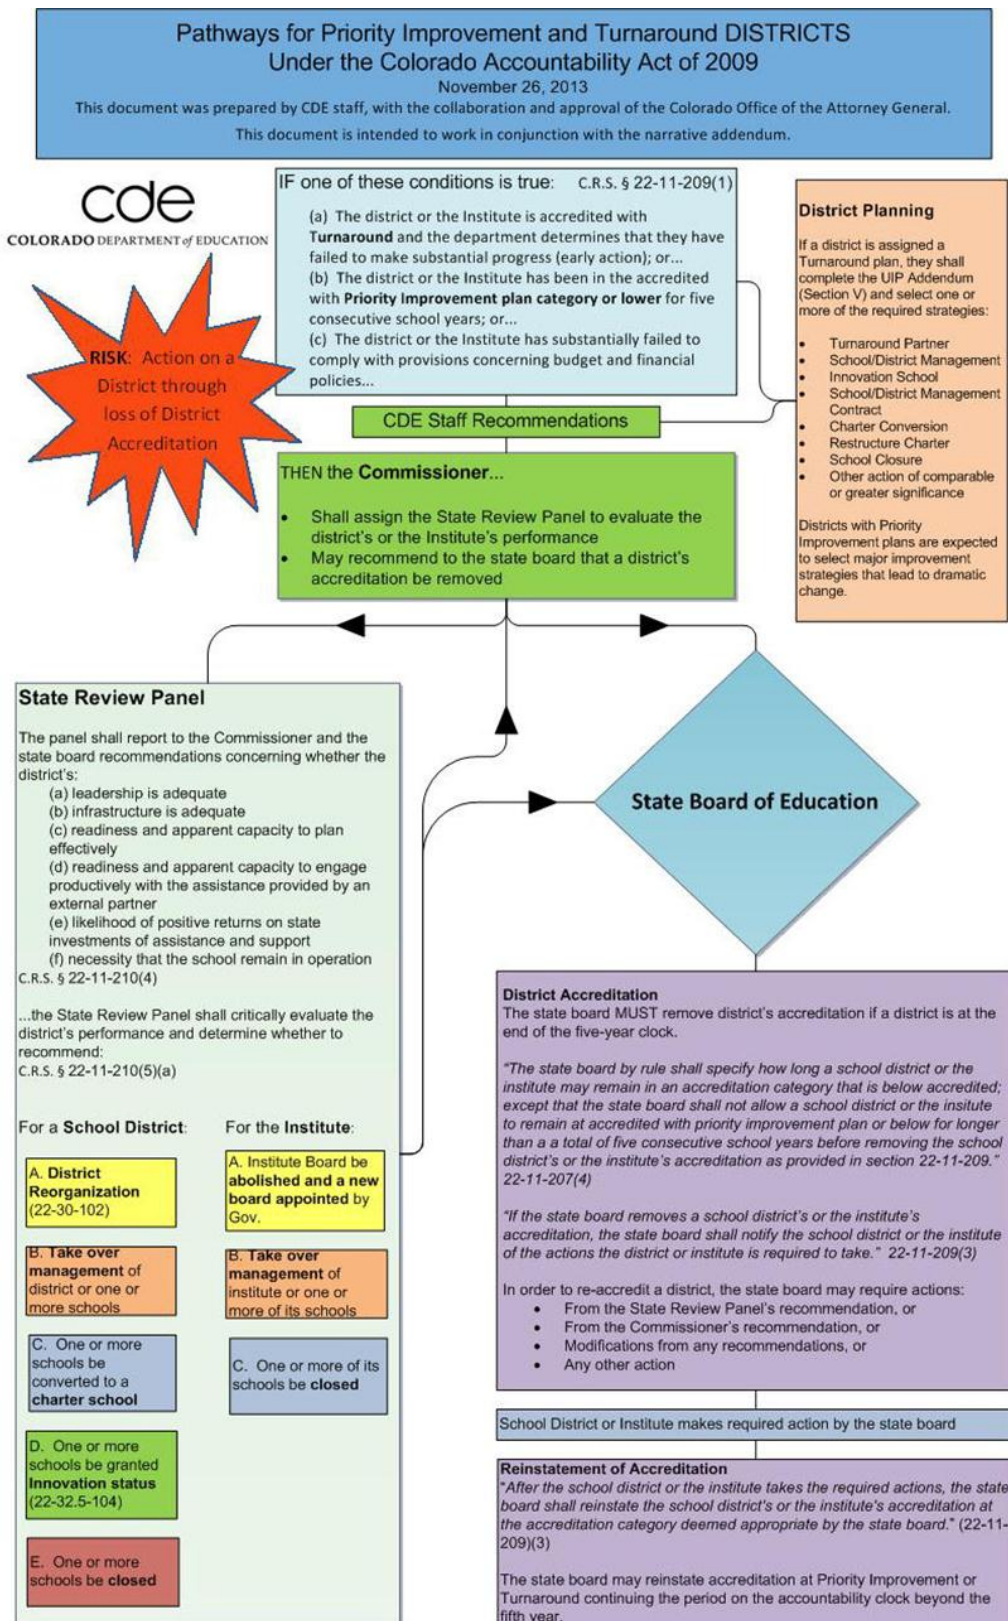 Pathways for Priority Improvement and Turnaround DISTRICTS
Under the Colorado Accountability Act of 2009
November 26, 2013
This document was prepared by CDE staff, with the collaboration and approval of the Colorado Office of the Attorney General.
This document is intended to work in conjunction with the narrative addendum.
cde
COLORADO DEPARTMENT of EDUCATION
RISK: Action on a
District through
loss of District
Accreditation
IF one of these conditions is true: C.R.S. § 22-11-209(1)
(a) The district or the Institute is accredited with
Turnaround and the department determines that they have
failed to make substantial progress (early action); or...
(b) The district or the Institute has been in the accredited
with Priority Improvement plan category or lower for five
consecutive school years; or...
(c) The district or the Institute has substantially failed to
comply with provisions concerning budget and financial
policies...
District Planning
If a district is assigned a
Turnaround plan, they shall
complete the UIP Addendum
(Section V) and select one or
more of the required strategies:
• Turnaround Partner
• School/District Management
• Innovation School
• School/District Management
Contract
• Charter Conversion
• Restructure Charter
• School Closure
• Other action of comparable
or greater significance
Districts with Priority
Improvement plans are expected
to select major improvement
strategies that lead to dramatic
change.
CDE Staff Recommendations
THEN the Commissioner...
• Shall assign the State Review Panel to evaluate the
district's or the Institute's performance
• May recommend to the state board that a district's
accreditation be removed
State Review Panel
The panel shall report to the Commissioner and the
state board recommendations concerning whether the
district's:
(a) leadership is adequate
(b) infrastructure is adequate
(c) readiness and apparent capacity to plan
effectively
(d) readiness and apparent capacity to engage
productively with the assistance provided by an
external partner
(e) likelihood of positive returns on state
investments of assistance and support
(f) necessity that the school remain in operation
C.R.S. § 22-11-210(4)
...the State Review Panel shall critically evaluate the
district's performance and determine whether to
recommend:
C.R.S. § 22-11-210(5)(a)
For a School District:
A. District
Reorganization
(22-30-102)
B. Take over
management of
district or one or
more schools
C. One or more
schools be
converted to a
charter school
D. One or more
schools be granted
Innovation status
(22-32.5-104)
E. One or more
schools be closed
For the Institute:
A. Institute Board be
abolished and a new
board appointed by
Gov.
B. Take over
management of
institute or one or
more of its schools
C. One or more of its
schools be closed
State Board of Education
District Accreditation
The state board MUST remove district's accreditation if a district is at the
end of the five-year clock.
"The state board by rule shall specify how long a school district or the
institute may remain in an accreditation category that is below accredited;
except that the state board shall not allow a school district or the insitute
to remain at accredited with priority improvement plan or below for longer
than a a total of five consecutive school years before removing the school
district's or the institute's accreditation as provided in section 22-11-209."
22-11-207(4)
"If the state board removes a school district's or the institute's
accreditation, the state board shall notify the school district or the institute
of the actions the district or institute is required to take." 22-11-209(3)
In order to re-accredit a district, the state board may require actions:
• From the State Review Panel's recommendation, or
• From the Commissioner's recommendation, or
• Modifications from any recommendations, or
• Any other action
School District or Institute makes required action by the state board
Reinstatement of Accreditation
"After the school district or the institute takes the required actions, the state
board shall reinstate the school district's or the institute's accreditation at
the accreditation category deemed appropriate by the state board." (22-11-
209)(3)
The state board may reinstate accreditation at Priority Improvement or
Turnaround continuing the period on the accountability clock beyond the
fifth year.